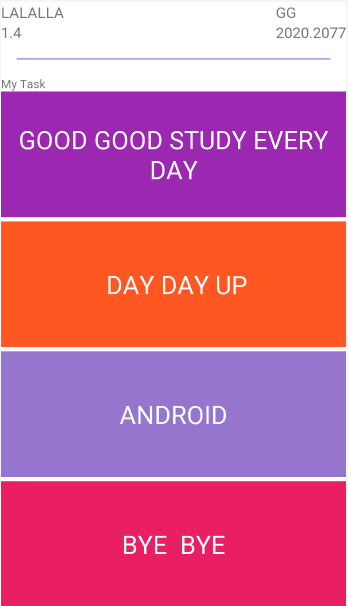 LALALLA
GG
1.4
2020.2077
My Task
GOOD GOOD STUDY EVERY
DAY
DAY DAY UP
ANDROID
BYE  BYE